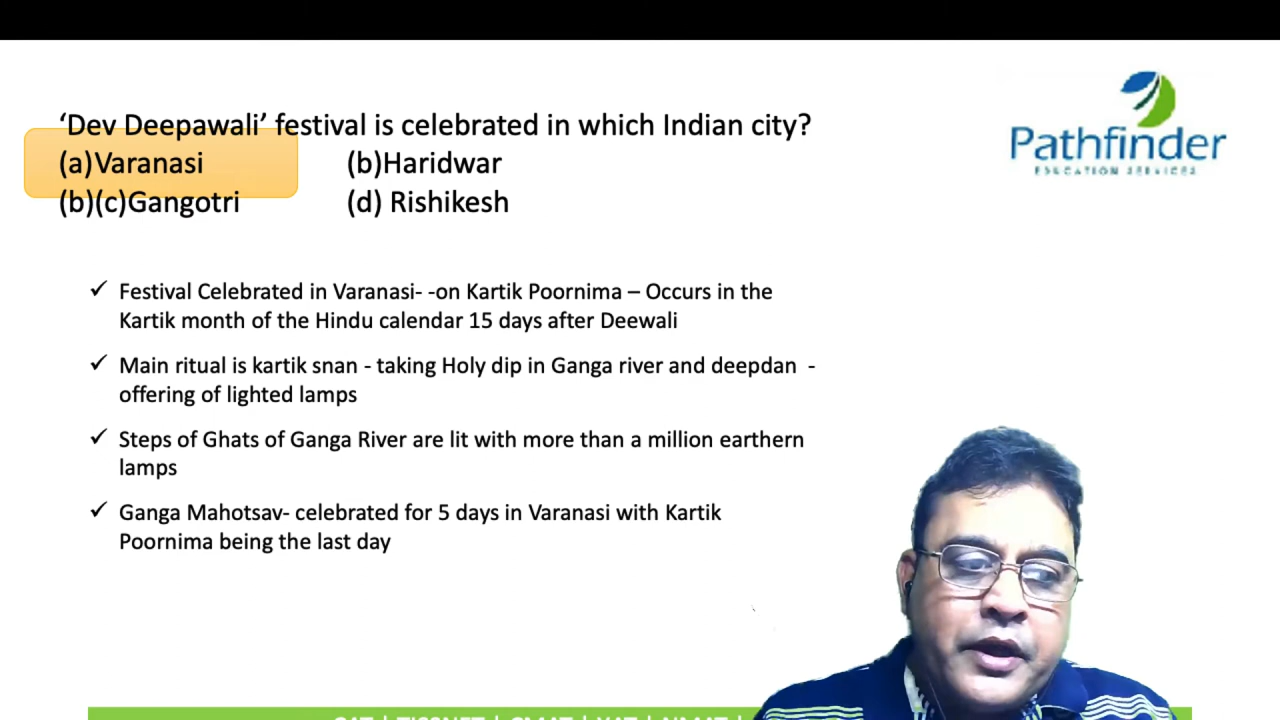 ‘Dev Deepawali’ festival is celebrated in which Indian city?
(a)Varanasi (b)Haridwar
(b)(c)Gangotri (d) Rishikesh
Pathfinder
EDUCATION SERVICES
✓ Festival Celebrated in Varanasi- -on Kartik Poornima – Occurs in the
Kartik month of the Hindu calendar 15 days after Deewali
✓ Main ritual is kartik snan - taking Holy dip in Ganga river and deepdan -
offering of lighted lamps
✓ Steps of Ghats of Ganga River are lit with more than a million earthern
lamps
✓ Ganga Mahotsav- celebrated for 5 days in Varanasi with Kartik
Poornima being the last day